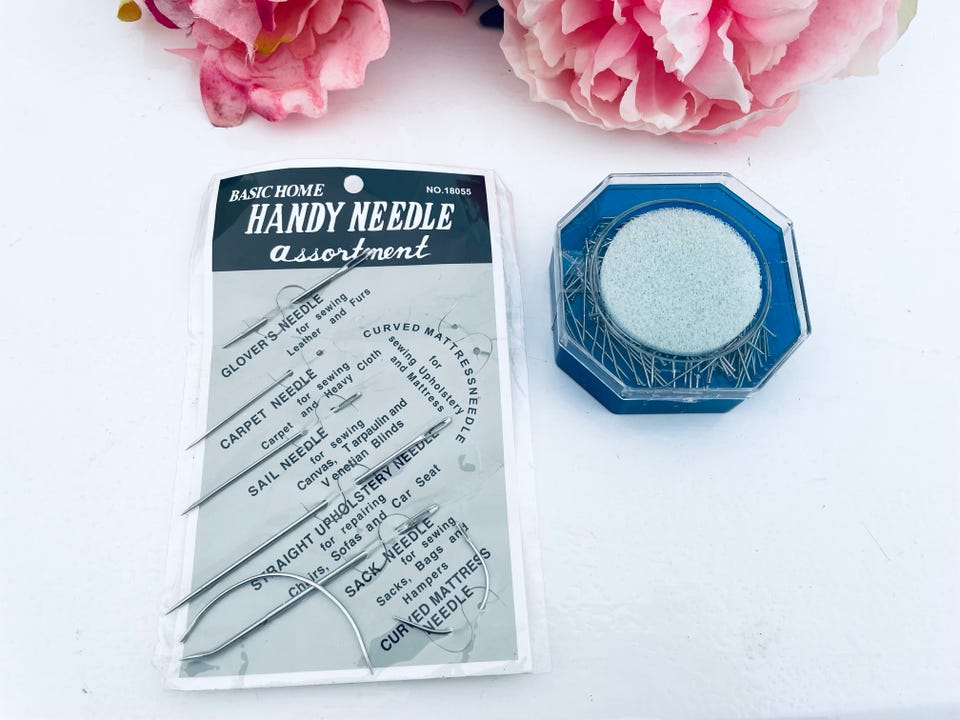 BASIC HOME
NO.18055
HANDY NEEDLE
assortment
GLOVER'S NEEDLE
for sewing
Leather and Furs
CURVED MATTRESS NEEDLE
for
sewing Upholstery
and Mattress
CARPET NEEDLE
for sewing
Carpet and Heavy Cloth
SAIL NEEDLE
for sewing
Canvas, Tarpaulin and
Venetian Blinds
STRAIGHT UPHOLSTERY NEEDLE
for repairing
Chairs, Sofas and Car Seat
SACK NEEDLE
for sewing
Sacks, Bags and
Hampers
CURVED MATTRESS
NEEDLE